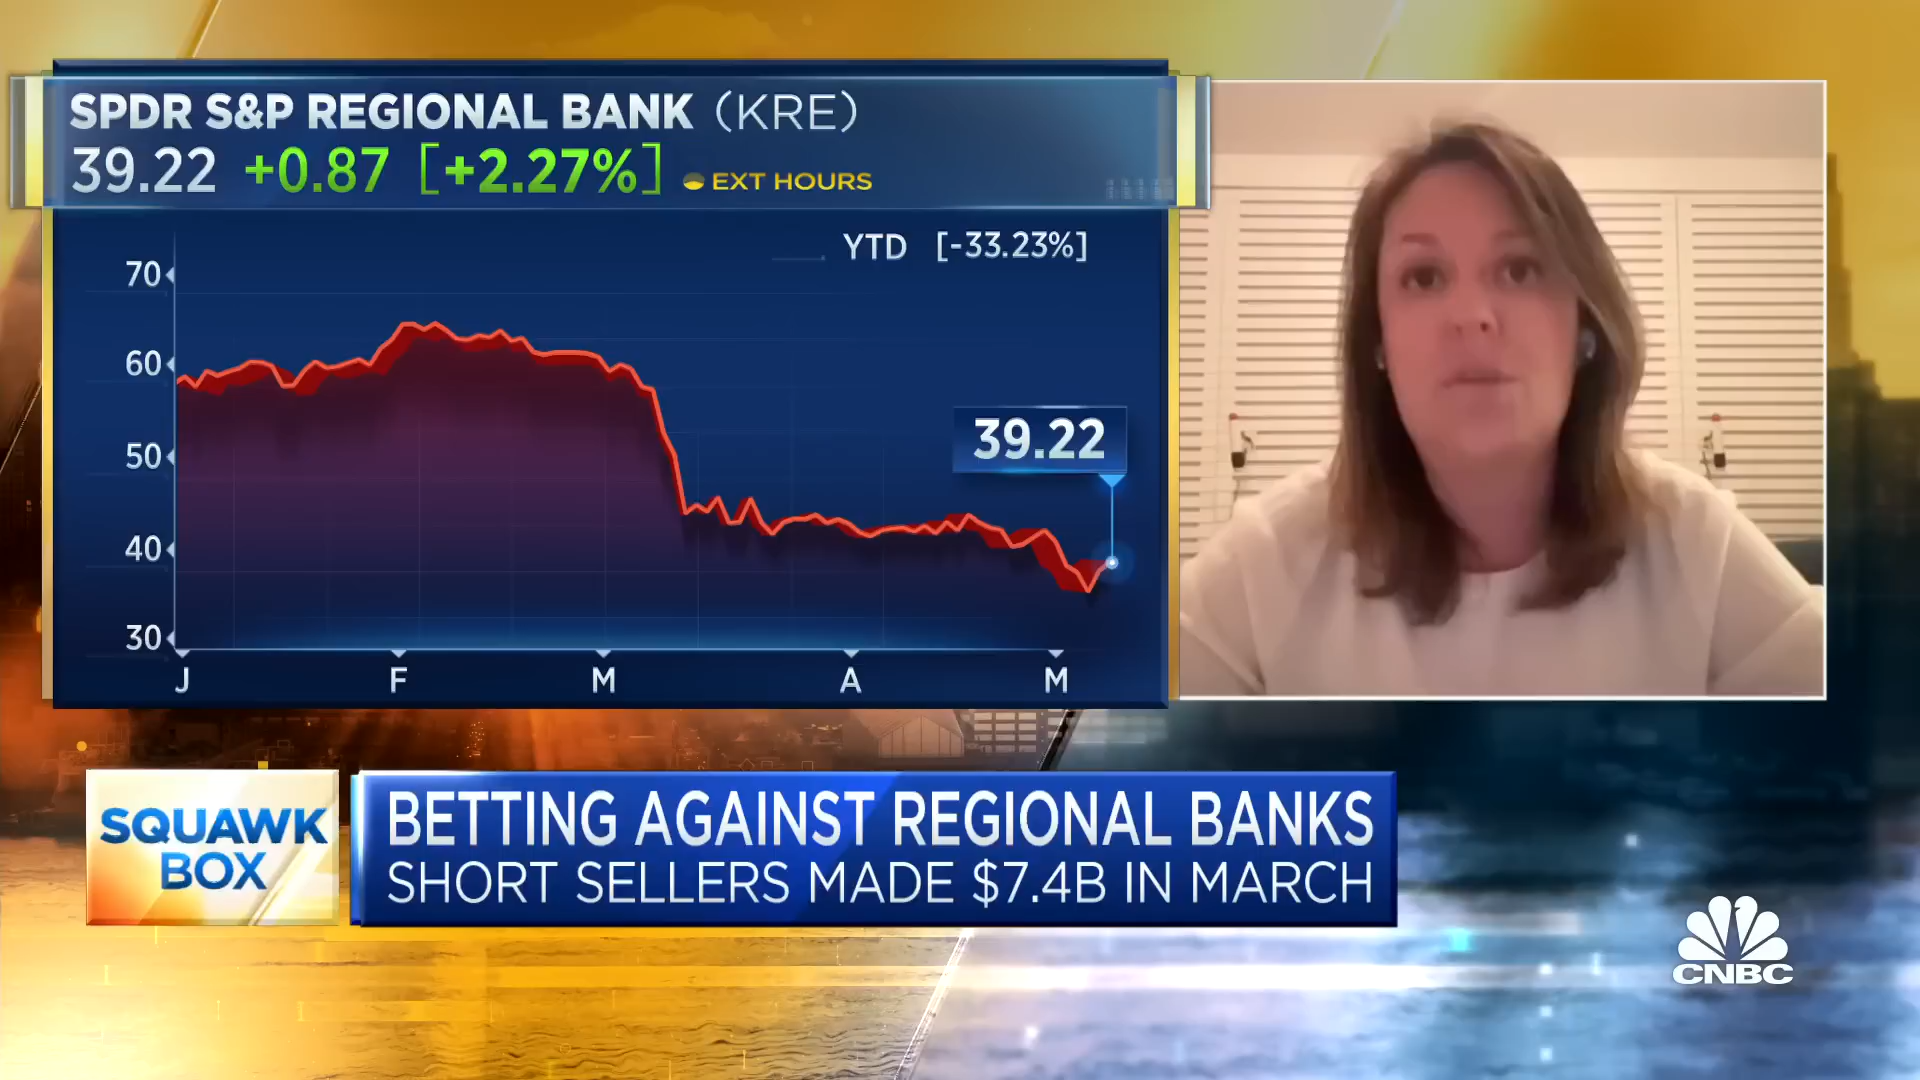 SPDR S&P REGIONAL BANK (KRE)
39.22 +0.87 [+2.27%] EXT HOURS
YTD [-33.23%]
70
60
50
40
30
39.22
J F M A M
SQUAWK
BOX
BETTING AGAINST REGIONAL BANKS
SHORT SELLERS MADE $7.4B IN MARCH
CNBC